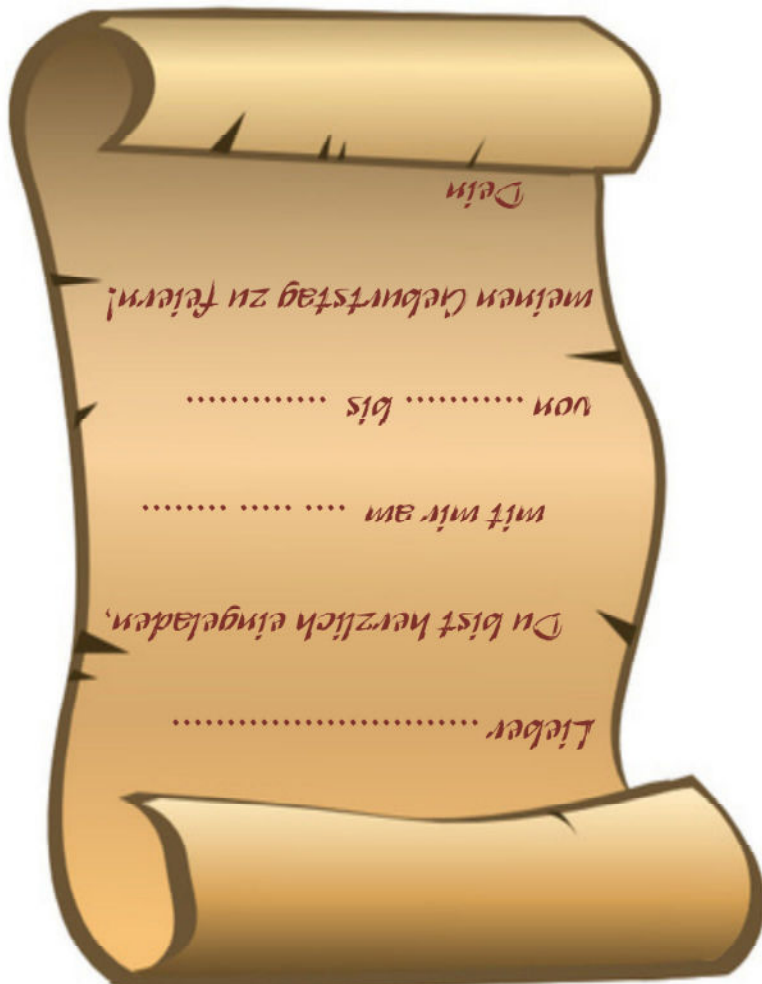 Lieber ............................
Du bist herzlich eingeladen,
mit mir am .... ..... ........
von ............ bis .............
meinen Geburtstag zu feiern!
Dein